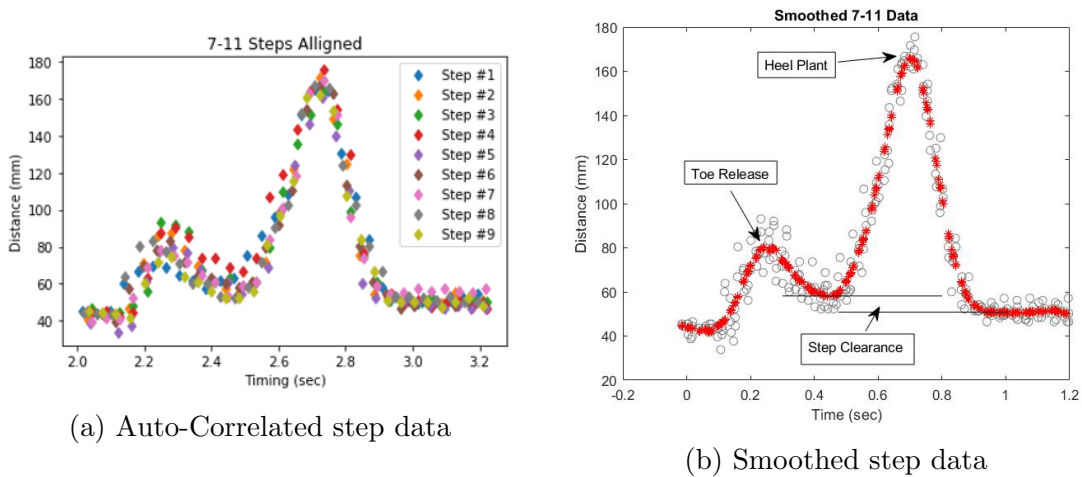 7-11 Steps Alligned
180
160
140
120
100
80
60
40
Distance (mm)
2.0
2.2
2.4
2.6
2.8
3.0
3.2
Timing (sec)
Step #1
Step #2
Step #3
Step #4
Step #5
Step #6
Step #7
Step #8
Step #9
(a) Auto-Correlated step data
Smoothed 7-11 Data
180
160
140
120
100
80
60
40
20
Distance (mm)
-0.2
0
0.2
0.4
0.6
0.8
1
1.2
Time (sec)
Heel Plant
Toe Release
Step Clearance
(b) Smoothed step data